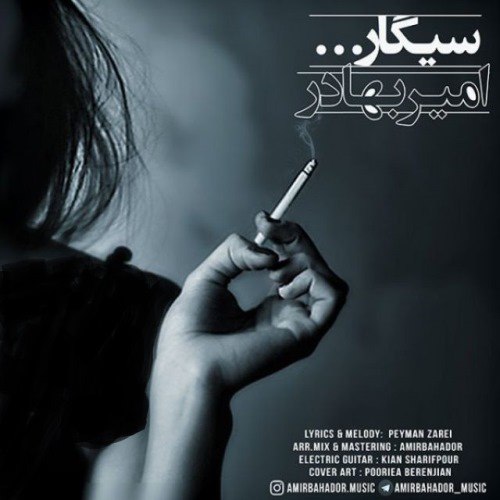 سیگار...
امیربهادر
LYRICS & MELODY: PEYMAN ZAREI
ARR.MIX & MASTERING : AMIRBAHADOR
ELECTRIC GUITAR : KIAN SHARIFPOUR
COVER ART : POORIEA BERENJIAN
AMIRBAHADOR.MUSIC AMIRBAHADOR_MUSIC